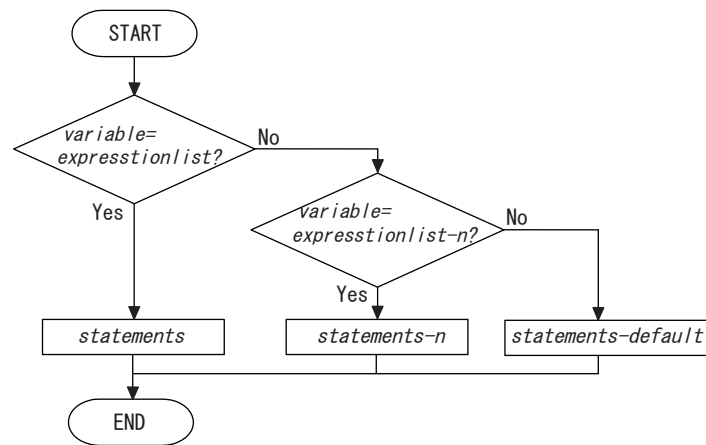 START
variable=
expresstionlist?
No
Yes
variable=
expresstionlist-n?
No
Yes
statements
statements-n
statements-default
END